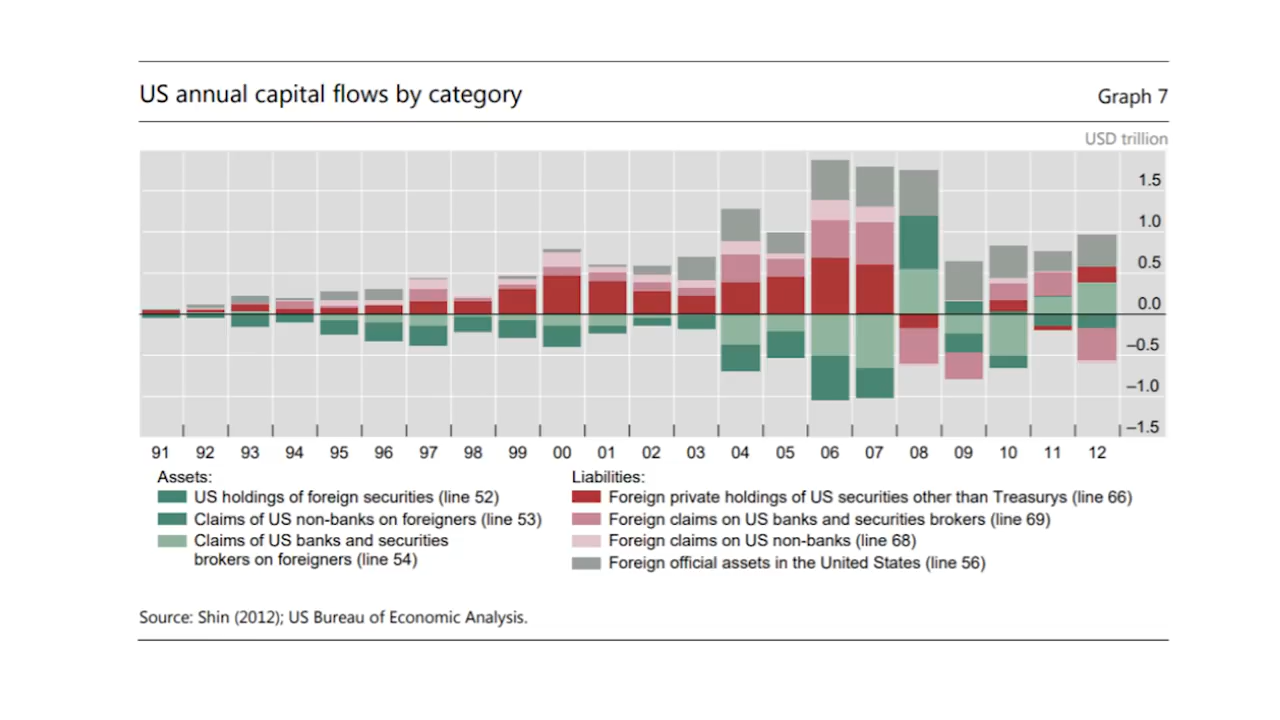 US annual capital flows by category
Graph 7
USD trillion
1.5
1.0
0.5
0.0
–0.5
–1.0
–1.5
91 92 93 94 95 96 97 98 99 00 01 02 03 04 05 06 07 08 09 10 11 12
Assets:
US holdings of foreign securities (line 52)
Claims of US non-banks on foreigners (line 53)
Claims of US banks and securities
brokers on foreigners (line 54)
Liabilities:
Foreign private holdings of US securities other than Treasurys (line 66)
Foreign claims on US banks and securities brokers (line 69)
Foreign claims on US non-banks (line 68)
Foreign official assets in the United States (line 56)
Source: Shin (2012); US Bureau of Economic Analysis.